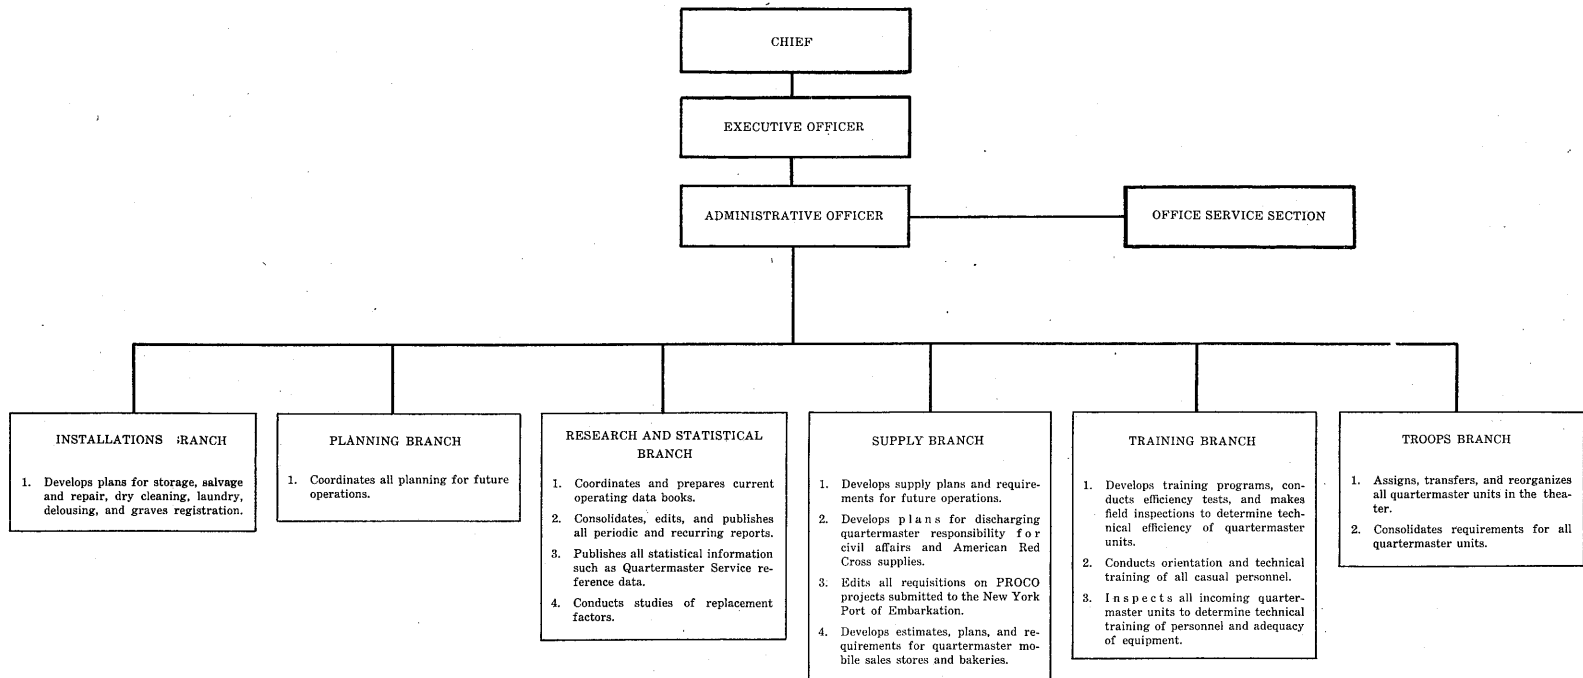 CHIEF
EXECUTIVE OFFICER
ADMINISTRATIVE OFFICER
OFFICE SERVICE SECTION
INSTALLATIONS BRANCH
1. Develops plans for storage, salvage
and repair, dry cleaning, laundry,
delousing, and graves registration.
PLANNING BRANCH
1. Coordinates all planning for future
operations.
RESEARCH AND STATISTICAL
BRANCH
1. Coordinates and prepares current
operating data books.
2. Consolidates, edits, and publishes
all periodic and recurring reports.
3. Publishes all statistical information
such as Quartermaster Service re-
ference data.
4. Conducts studies of replacement
factors.
SUPPLY BRANCH
1. Develops supply plans and require-
ments for future operations.
2. Develops plans for discharging
quartermaster responsibility for
civil affairs and American Red
Cross supplies.
3. Edits all requisitions on PROCO
projects submitted to the New York
Port of Embarkation.
4. Develops estimates, plans, and re-
quirements for quartermaster mo-
bile sales stores and bakeries.
TRAINING BRANCH
1. Develops training programs, con-
ducts efficiency tests, and makes
field inspections to determine tech-
nical efficiency of quartermaster
units.
2. Conducts orientation and technical
training of all casual personnel.
3. Inspects all incoming quarter-
master units to determine technical
training of personnel and adequacy
of equipment.
TROOPS BRANCH
1. Assigns, transfers, and reorganizes
all quartermaster units in the thea-
ter.
2. Consolidates requirements for all
quartermaster units.